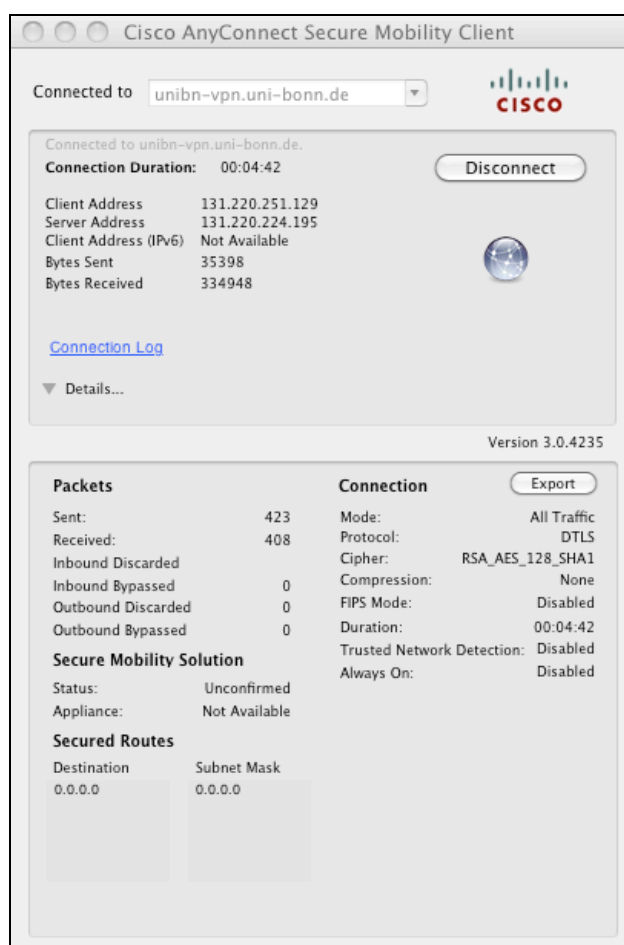 Cisco AnyConnect Secure Mobility Client
Connected to unibn-vpn.uni-bonn.de
CISCO
Connected to unibn-vpn.uni-bonn.de.
Connection Duration: 00:04:42
Disconnect
Client Address 131.220.251.129
Server Address 131.220.224.195
Client Address (IPv6) Not Available
Bytes Sent 35398
Bytes Received 334948
Connection Log
Details...
Version 3.0.4235
Packets
Sent: 423
Received: 408
Inbound Discarded
Inbound Bypassed 0
Outbound Discarded 0
Outbound Bypassed 0
Secure Mobility Solution
Status: Unconfirmed
Appliance: Not Available
Secured Routes
Destination Subnet Mask
0.0.0.0 0.0.0.0
Connection Export
Mode: All Traffic
Protocol: DTLS
Cipher: RSA_AES_128_SHA1
Compression: None
FIPS Mode: Disabled
Duration: 00:04:42
Trusted Network Detection: Disabled
Always On: Disabled